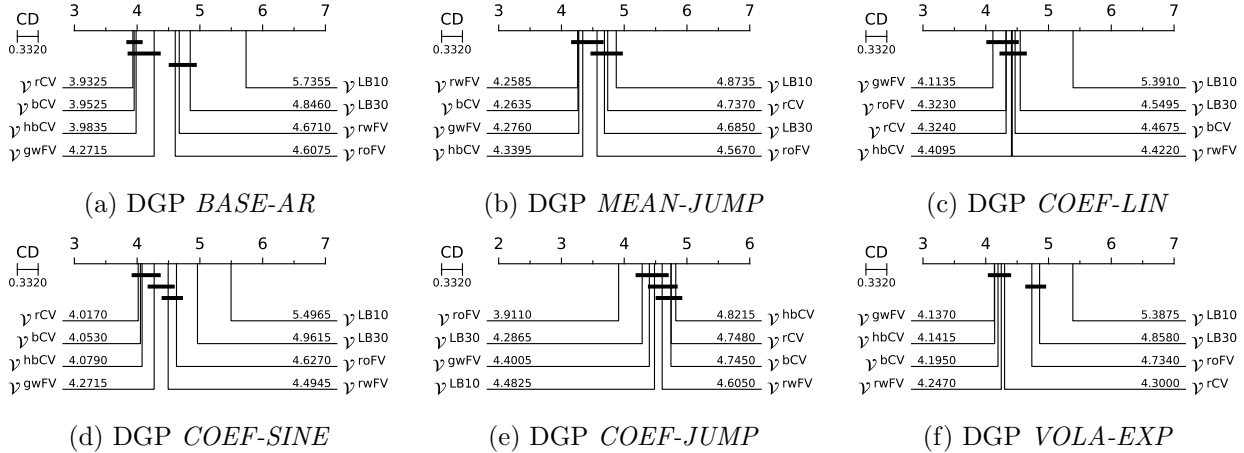 3 4 5 6 7
CD
0.3320
𝒱 rCV 3.9325 5.7355 𝒱 LB10
𝒱 bCV 3.9525 4.8460 𝒱 LB30
𝒱 hbCV 3.9835 4.6710 𝒱 rwFV
𝒱 gwFV 4.2715 4.6075 𝒱 roFV
(a) DGP BASE-AR
3 4 5 6 7
CD
0.3320
𝒱 rwFV 4.2585 4.8735 𝒱 LB10
𝒱 bCV 4.2635 4.7370 𝒱 rCV
𝒱 gwFV 4.2760 4.6850 𝒱 LB30
𝒱 hbCV 4.3395 4.5670 𝒱 roFV
(b) DGP MEAN-JUMP
3 4 5 6 7
CD
0.3320
𝒱 gwFV 4.1135 5.3910 𝒱 LB10
𝒱 roFV 4.3230 4.5495 𝒱 LB30
𝒱 rCV 4.3240 4.4675 𝒱 bCV
𝒱 hbCV 4.4095 4.4220 𝒱 rwFV
(c) DGP COEF-LIN
3 4 5 6 7
CD
0.3320
𝒱 rCV 4.0170 5.4965 𝒱 LB10
𝒱 bCV 4.0530 4.9615 𝒱 LB30
𝒱 hbCV 4.0790 4.6270 𝒱 roFV
𝒱 gwFV 4.2715 4.4945 𝒱 rwFV
(d) DGP COEF-SINE
2 3 4 5 6
CD
0.3320
𝒱 roFV 3.9110 4.8215 𝒱 hbCV
𝒱 LB30 4.2865 4.7480 𝒱 rCV
𝒱 gwFV 4.4005 4.7450 𝒱 bCV
𝒱 LB10 4.4825 4.6050 𝒱 rwFV
(e) DGP COEF-JUMP
3 4 5 6 7
CD
0.3320
𝒱 gwFV 4.1370 5.3875 𝒱 LB10
𝒱 hbCV 4.1415 4.8580 𝒱 LB30
𝒱 bCV 4.1950 4.7340 𝒱 roFV
𝒱 rwFV 4.2470 4.3000 𝒱 rCV
(f) DGP VOLA-EXP